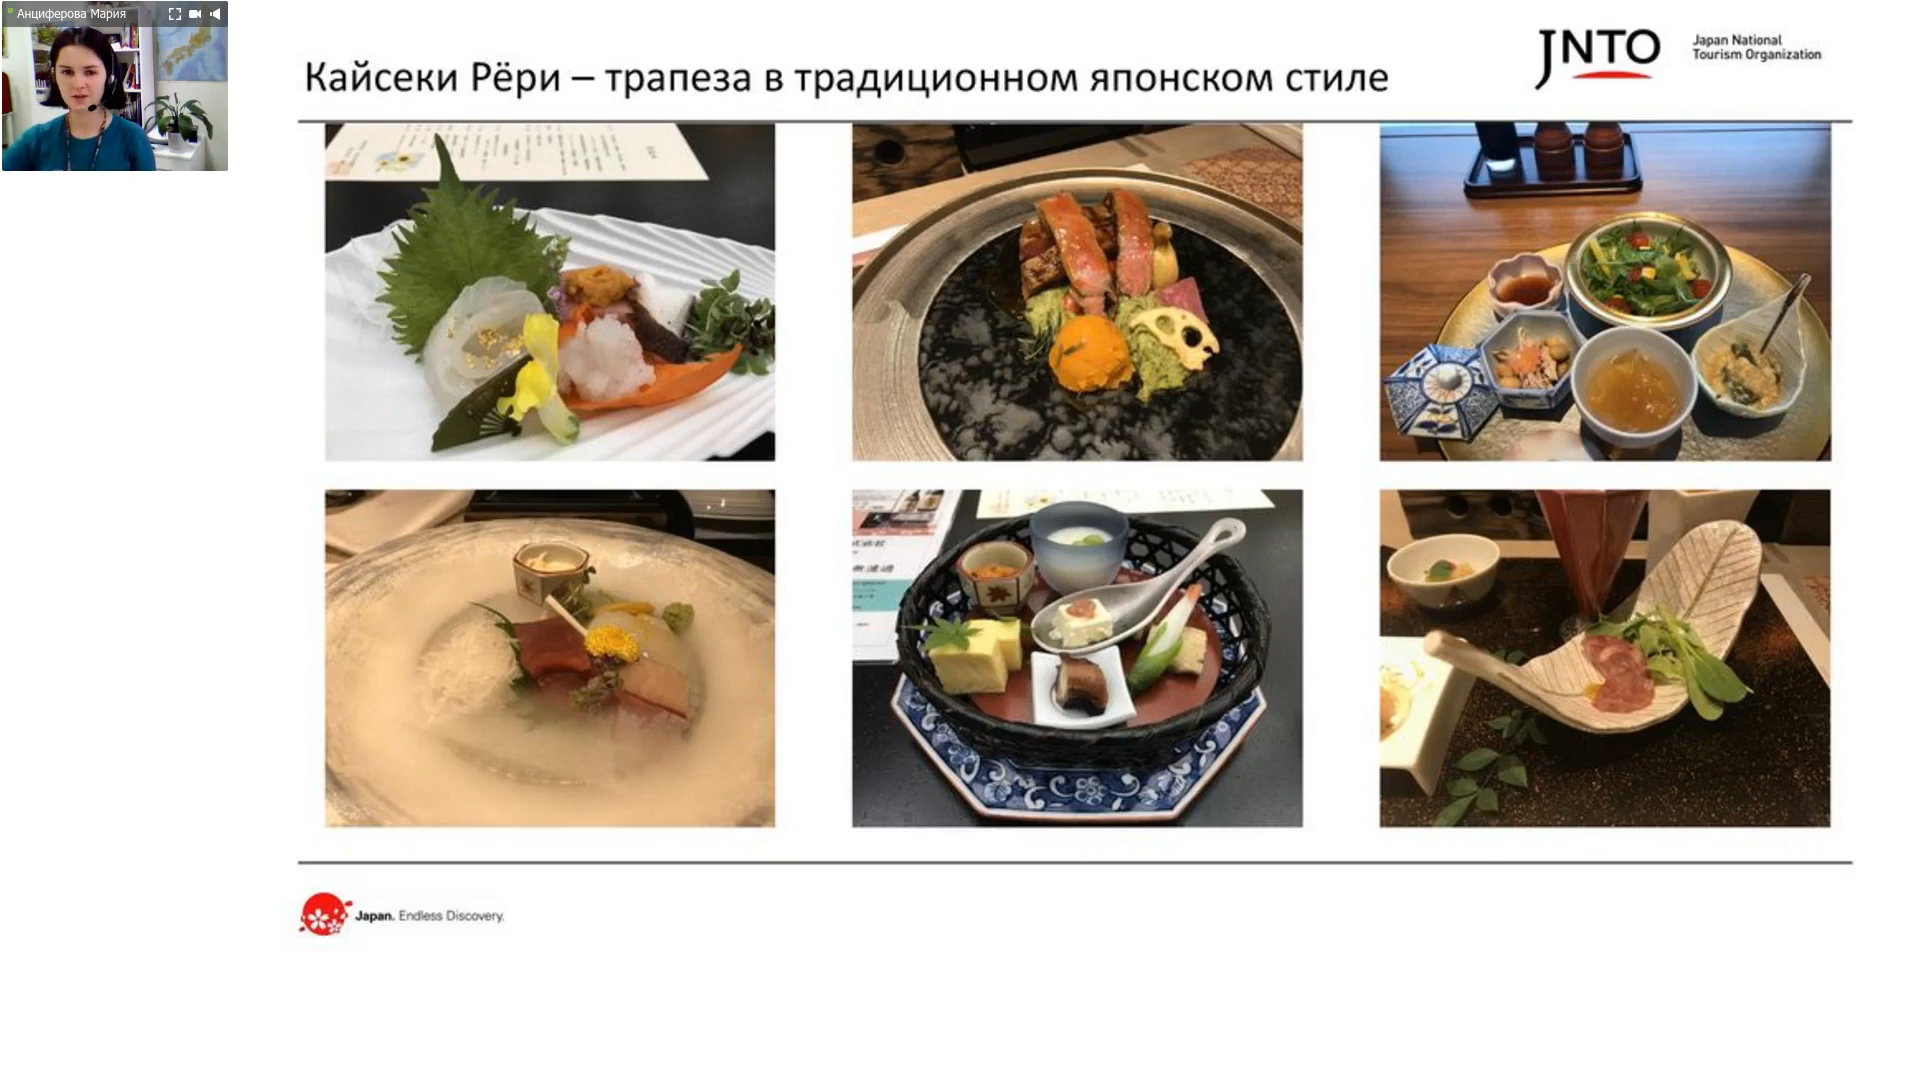 Анциферова Мария
Кайсеки Рёри – трапеза в традиционном японском стиле
JNTO
Japan National
Tourism Organization
Japan. Endless Discovery.